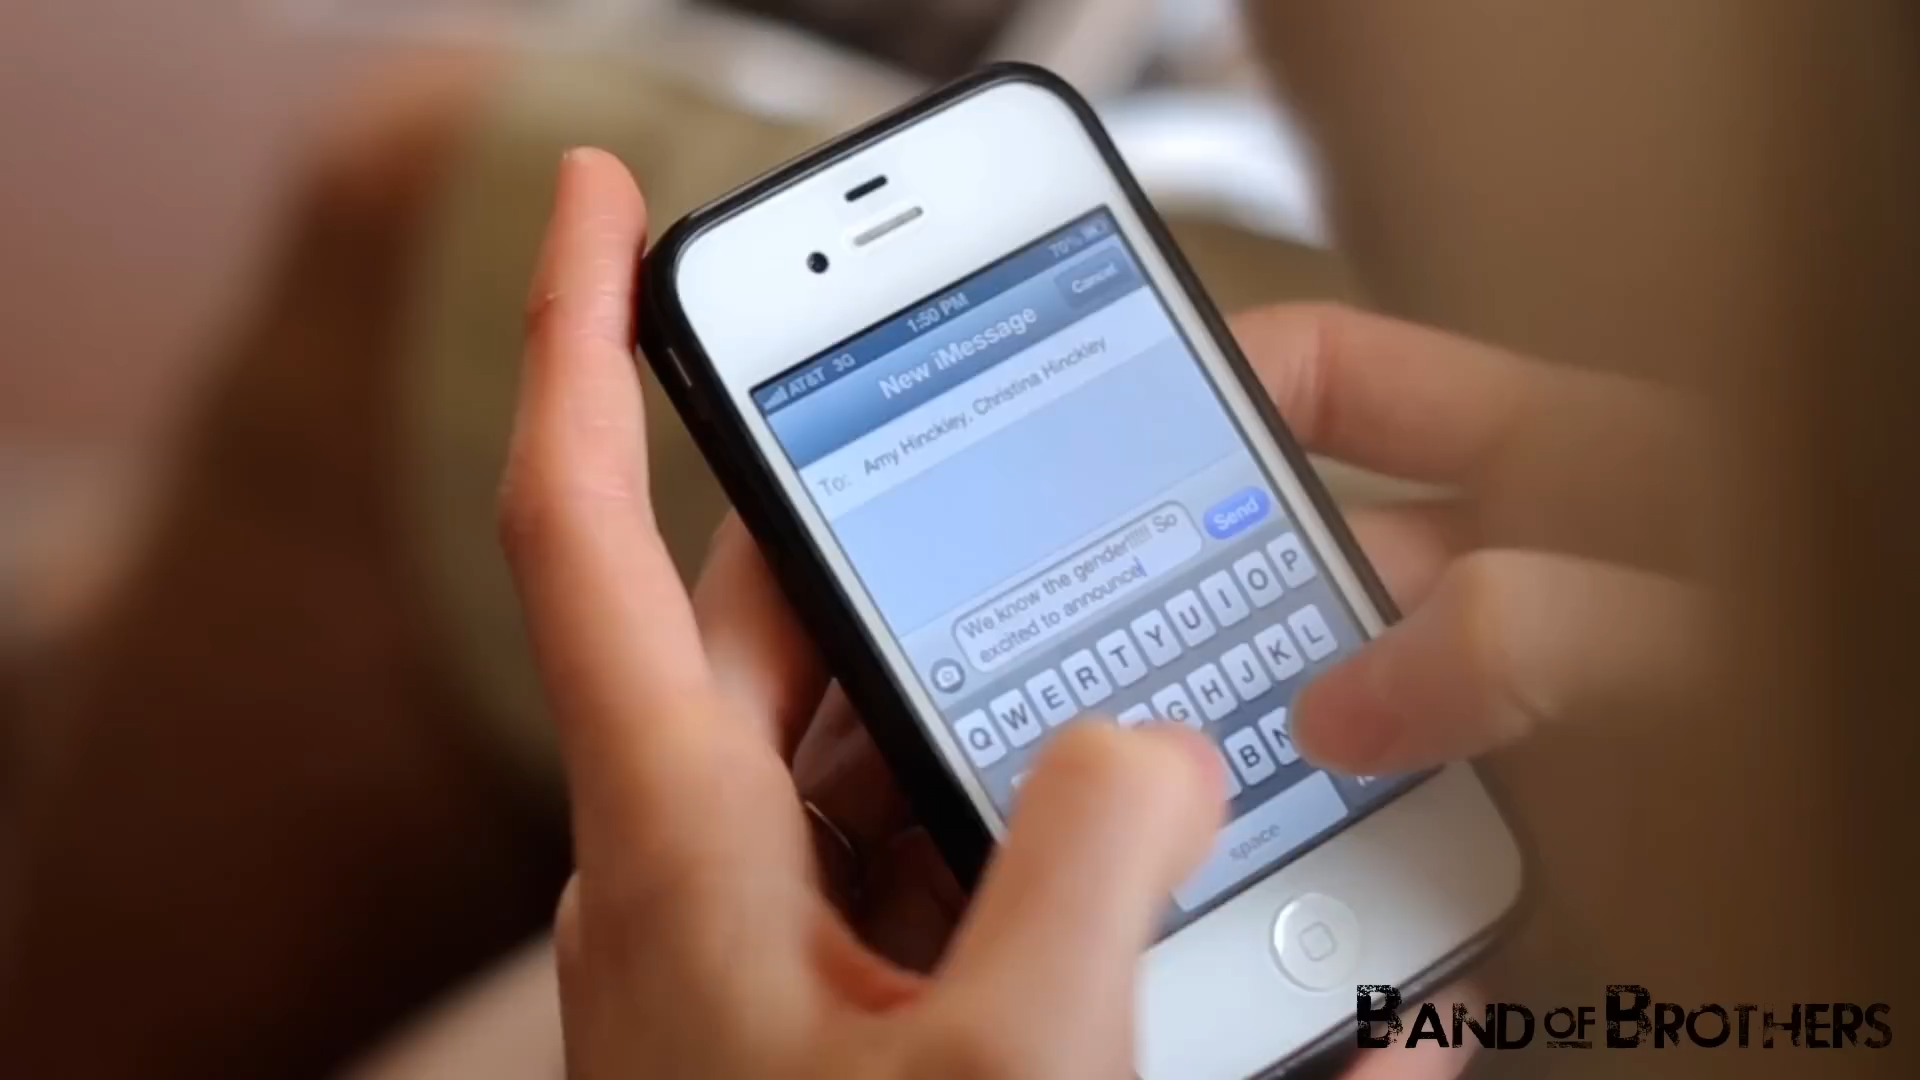 AT&T 3G 1:50 PM 70%
New iMessage Cancel
To: Amy Hinckley, Christina Hinckley
We know the gender!!!!! So
excited to announce
Send
Q W E R T Y U I O P
G H J K L
B N
space
BAND OF BROTHERS